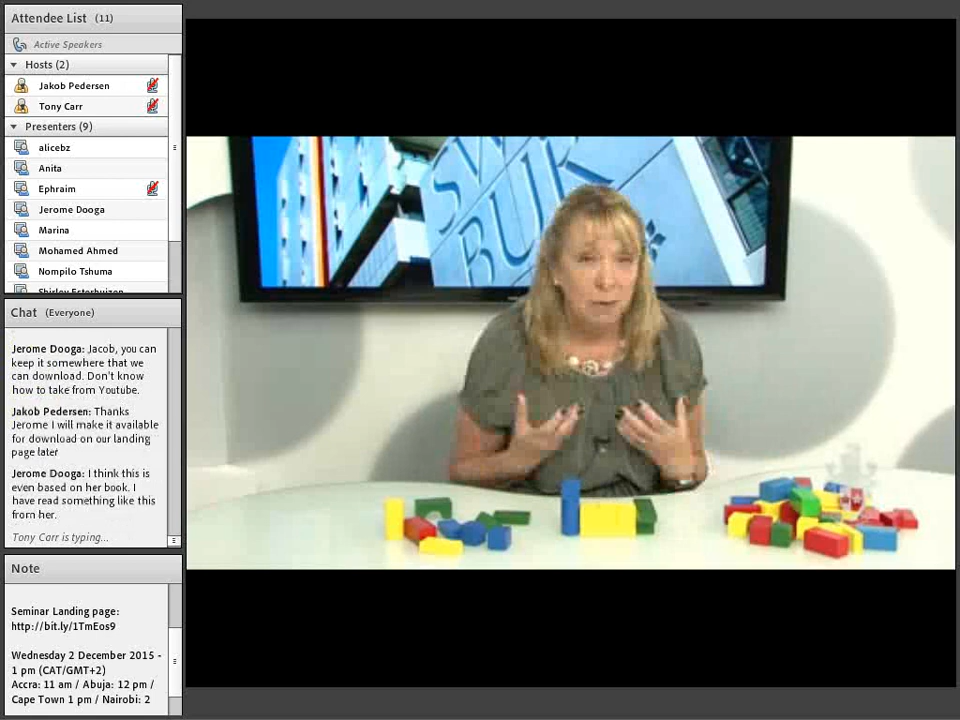 Attendee List (11)
Active Speakers
Hosts (2)
Jakob Pedersen
Tony Carr
Presenters (9)
alicebz
Anita
Ephraim
Jerome Dooga
Marina
Mohamed Ahmed
Nompilo Tshuma
Shirley Esterhuizen
Chat (Everyone)
Jerome Dooga: Jacob, you can
keep it somewhere that we
can download. Don't know
how to take from Youtube.
Jakob Pedersen: Thanks
Jerome I will make it available
for download on our landing
page later
Jerome Dooga: I think this is
even based on her book. I
have read something like this
from her.
Tony Carr is typing...
Note
Seminar Landing page:
http://bit.ly/1TmEos9
Wednesday 2 December 2015 -
1 pm (CAT/GMT+2)
Accra: 11 am / Abuja: 12 pm /
Cape Town 1 pm / Nairobi: 2
SW
BUR